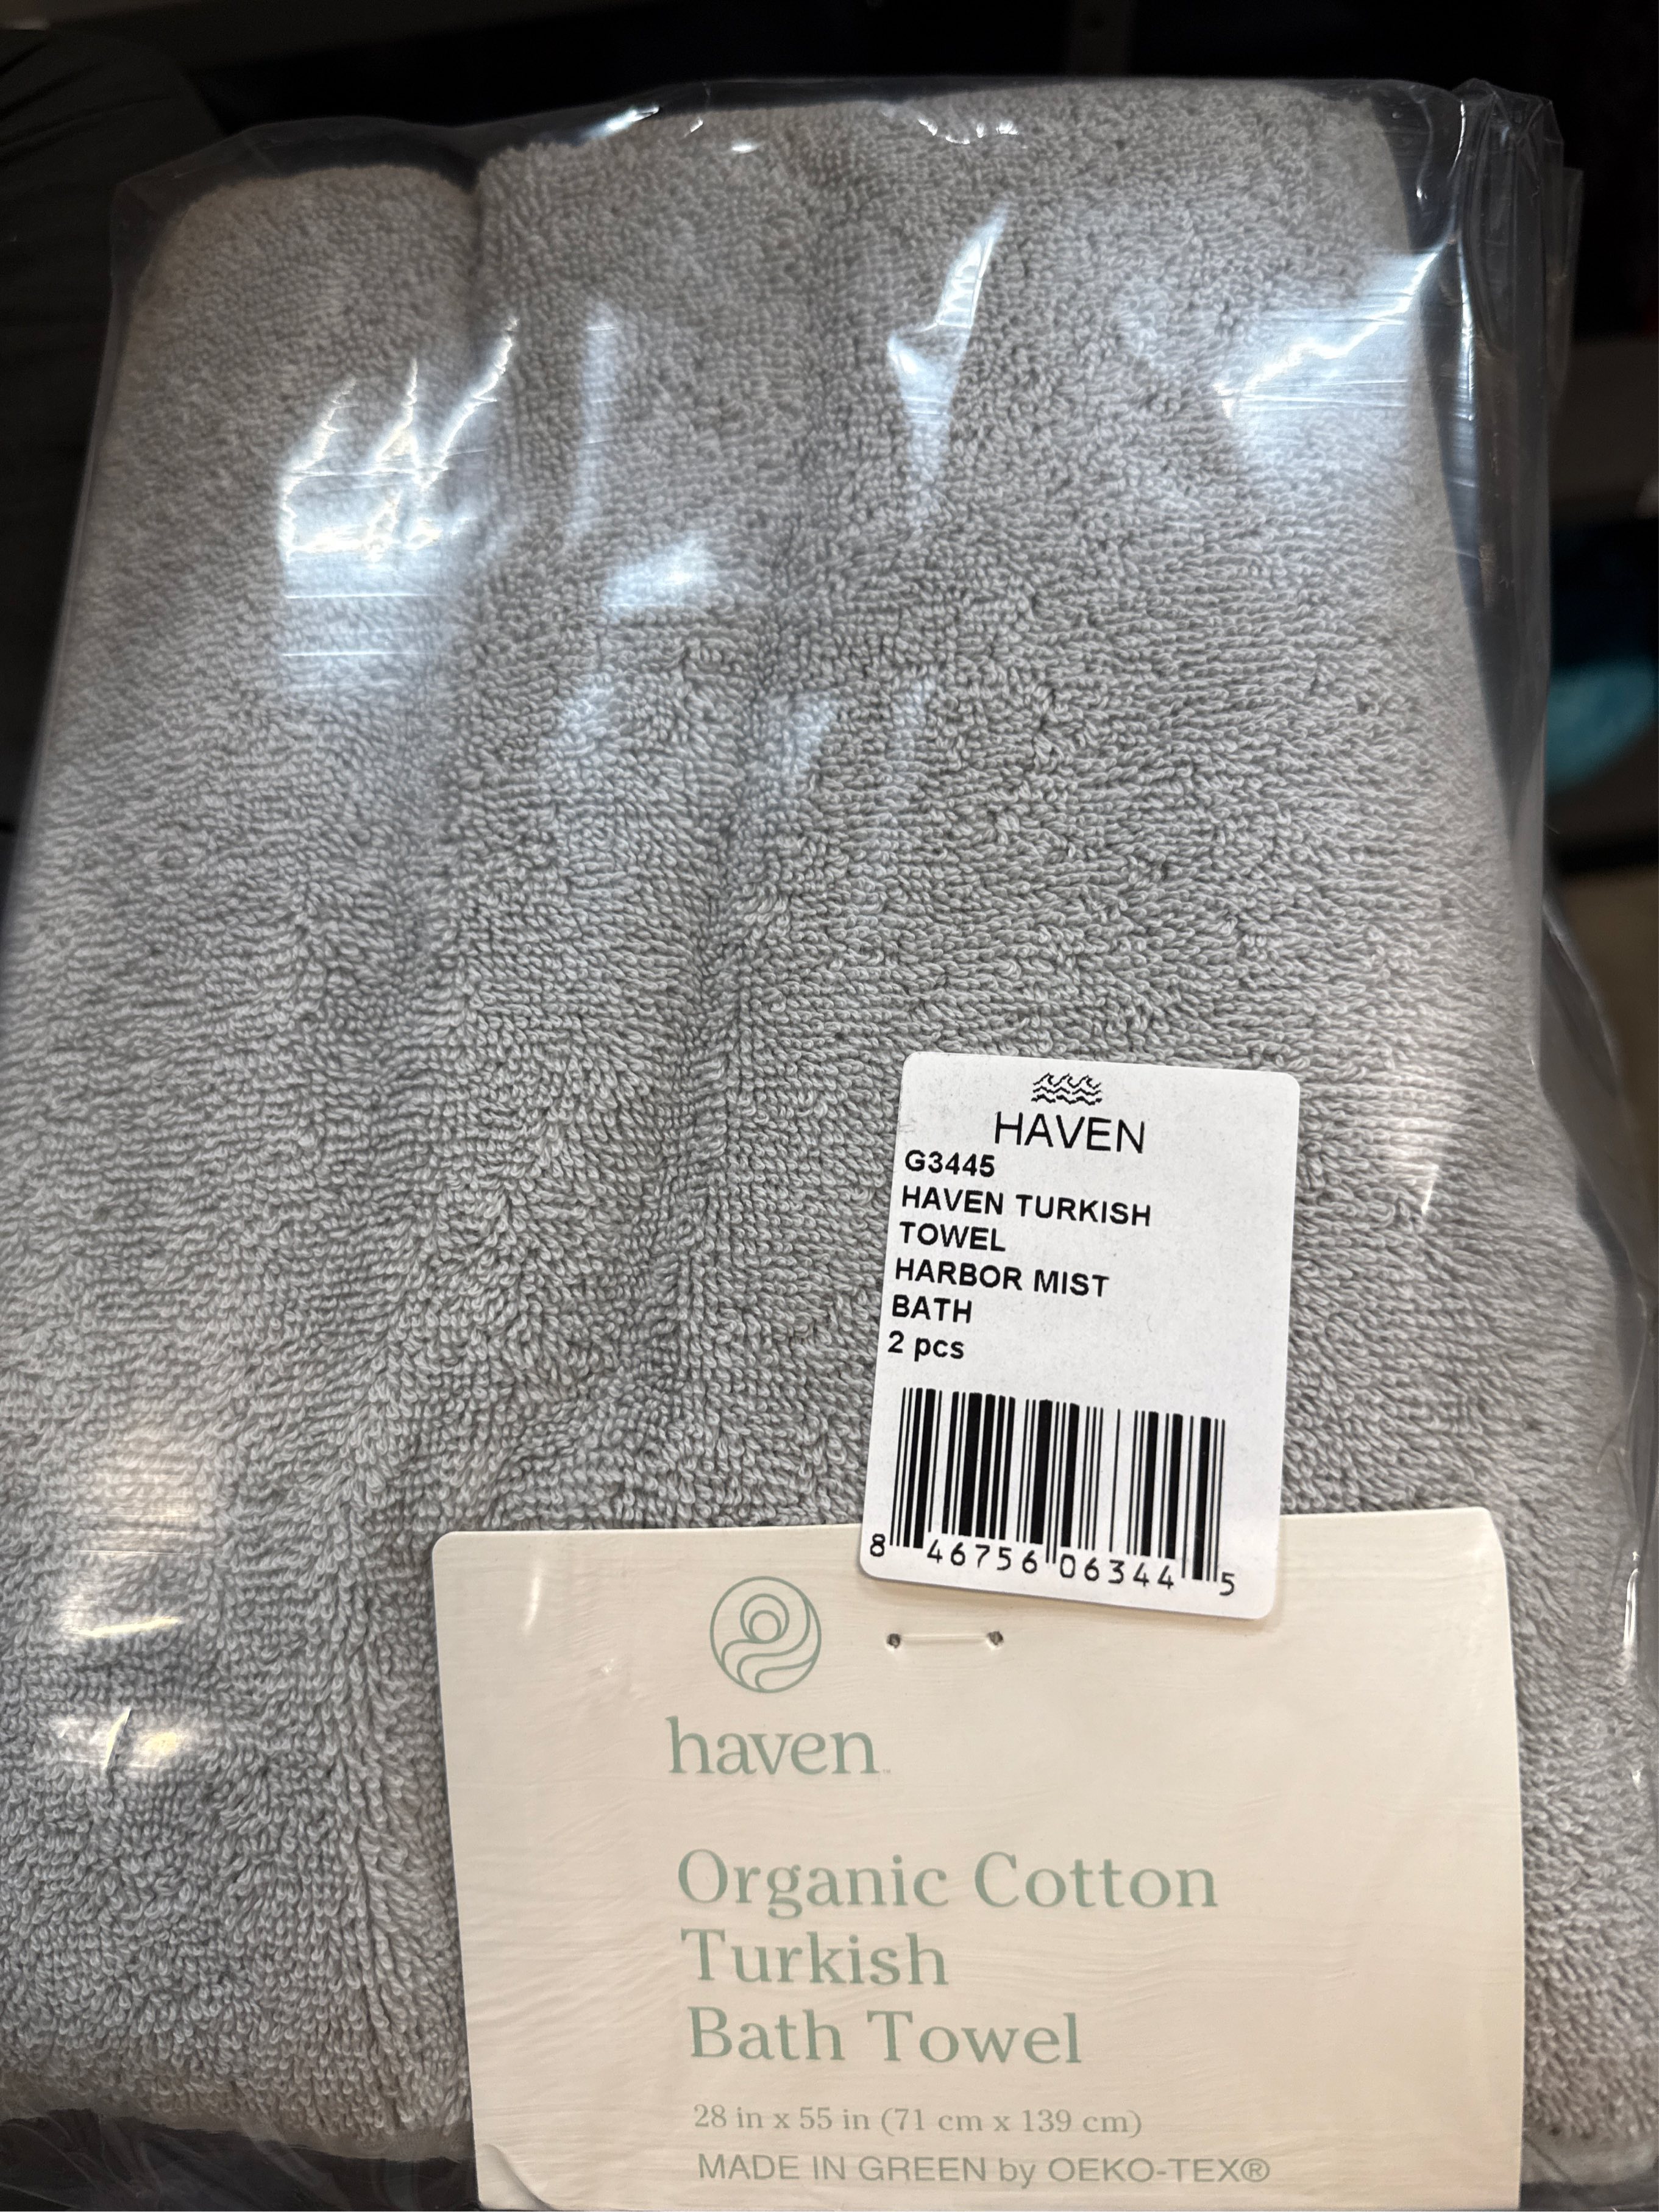 HAVEN
G3445
HAVEN TURKISH
TOWEL
HARBOR MIST
BATH
2 pcs
8 46756 06344 5
haven™
Organic Cotton
Turkish
Bath Towel
28 in x 55 in (71 cm x 139 cm)
MADE IN GREEN by OEKO-TEX®